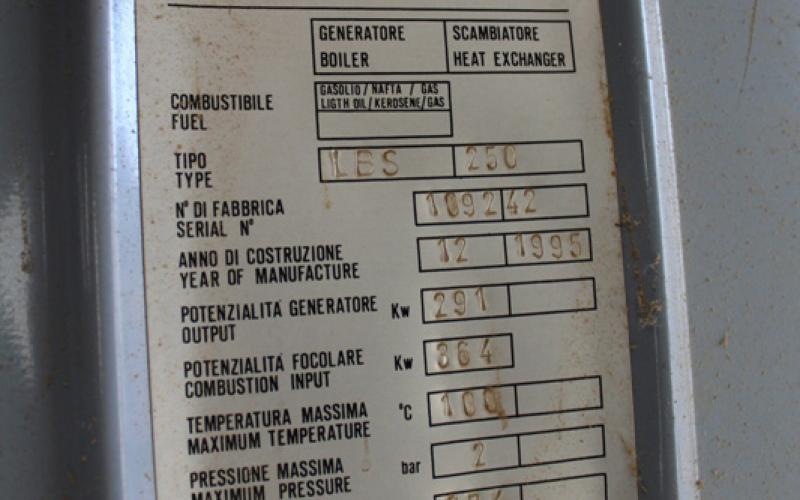 GENERATORE SCAMBIATORE
BOILER HEAT EXCHANGER
COMBUSTIBILE GASOLIO / NAFTA / GAS
FUEL LIGTH OIL/KEROSENE/GAS
TIPO LBS 250
TYPE
N° DI FABBRICA 109242
SERIAL N°
ANNO DI COSTRUZIONE 12 1995
YEAR OF MANUFACTURE
POTENZIALITÀ GENERATORE Kw 291
OUTPUT
POTENZIALITÀ FOCOLARE Kw 364
COMBUSTION INPUT
TEMPERATURA MASSIMA °C 100
MAXIMUM TEMPERATURE
PRESSIONE MASSIMA bar 2
MAXIMUM PRESSURE